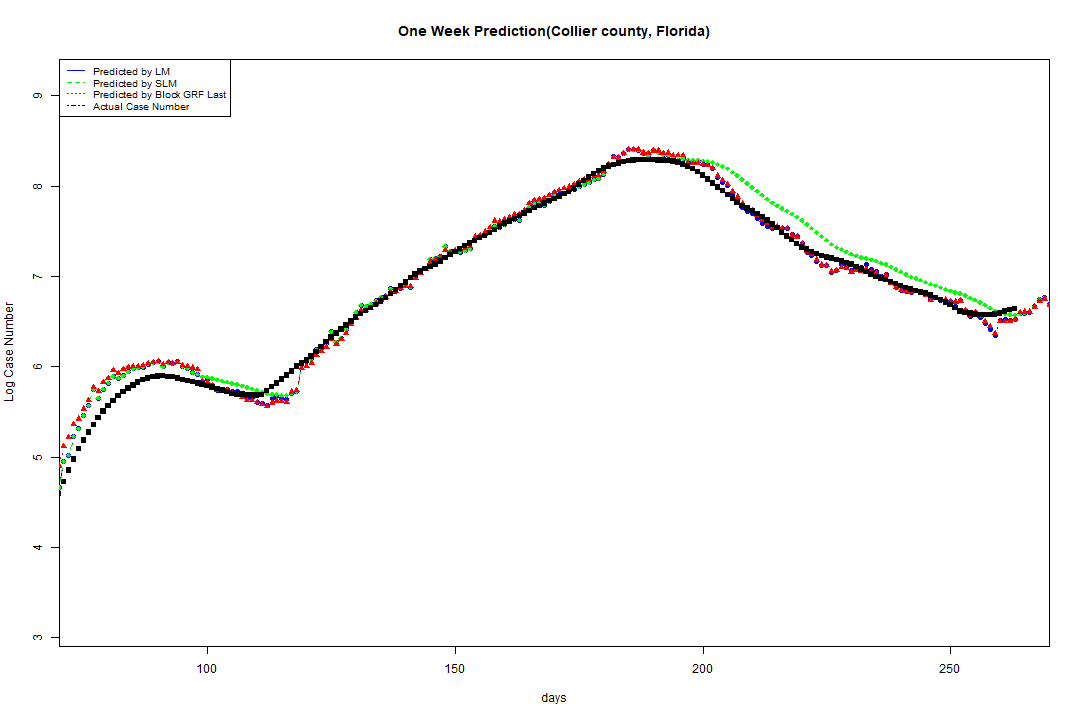 One Week Prediction(Collier county, Florida)
Predicted by LM
Predicted by SLM
Predicted by Block GRF Last
Actual Case Number
9
8
7
6
5
4
3
Log Case Number
100 150 200 250
days